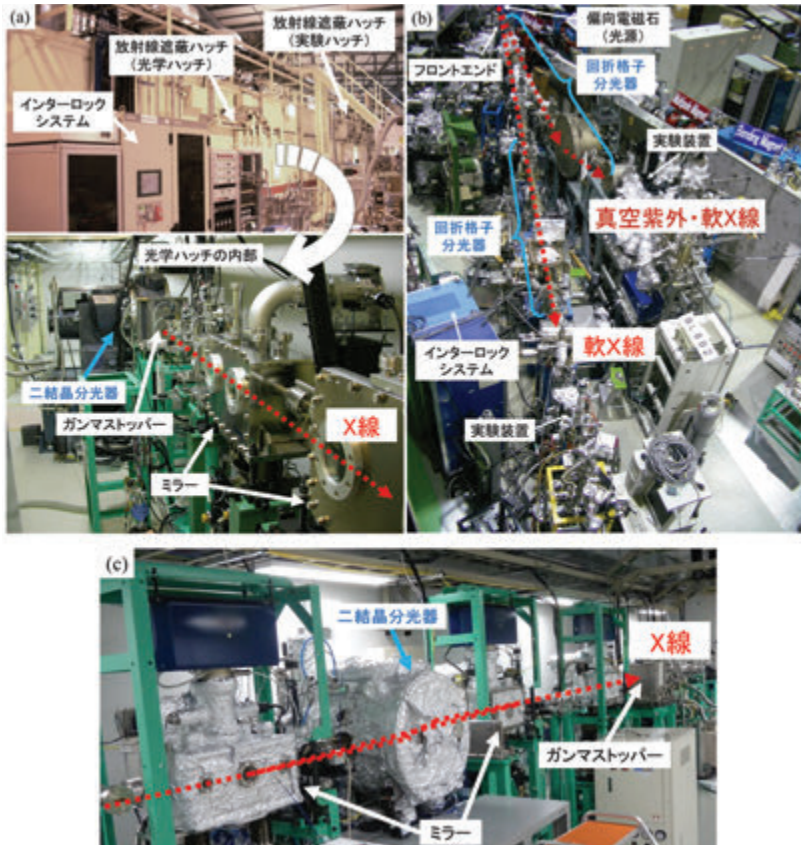 (a)
放射線遮蔽ハッチ
(光学ハッチ)
放射線遮蔽ハッチ
(実験ハッチ)
インターロック
システム
光学ハッチの内部
二結晶分光器
ガンマストッパー
X線
ミラー
(b)
偏向電磁石
(光源)
フロントエンド
回折格子
分光器
Bending Magnet
実験装置
真空紫外・軟X線
回折格子
分光器
インターロック
システム
軟X線
実験装置
(c)
二結晶分光器
X線
ガンマストッパー
ミラー